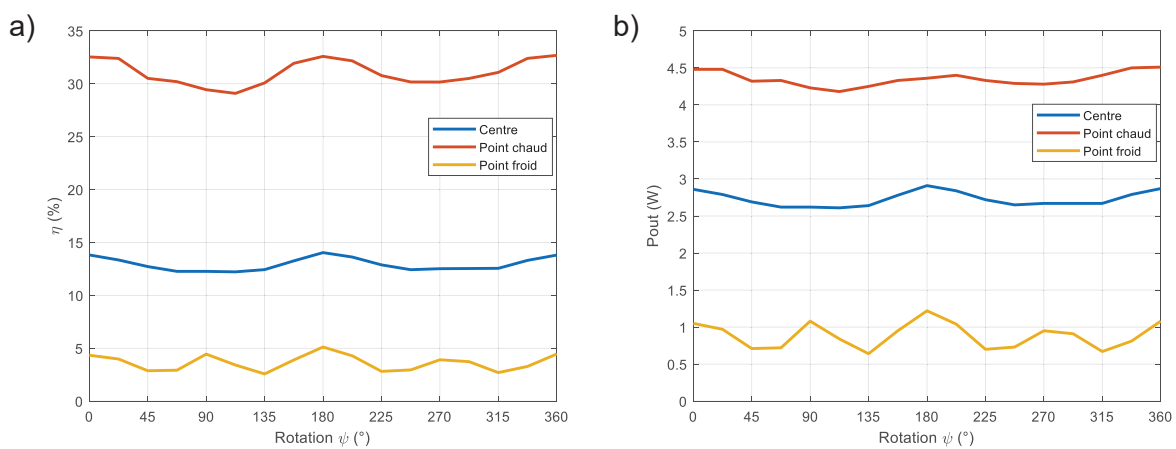 a)
35
30
25
20
15
10
5
0
η (%)
Centre
Point chaud
Point froid
0 45 90 135 180 225 270 315 360
Rotation ψ (°)
b)
5
4.5
4
3.5
3
2.5
2
1.5
1
0.5
0
Pout (W)
Centre
Point chaud
Point froid
0 45 90 135 180 225 270 315 360
Rotation ψ (°)